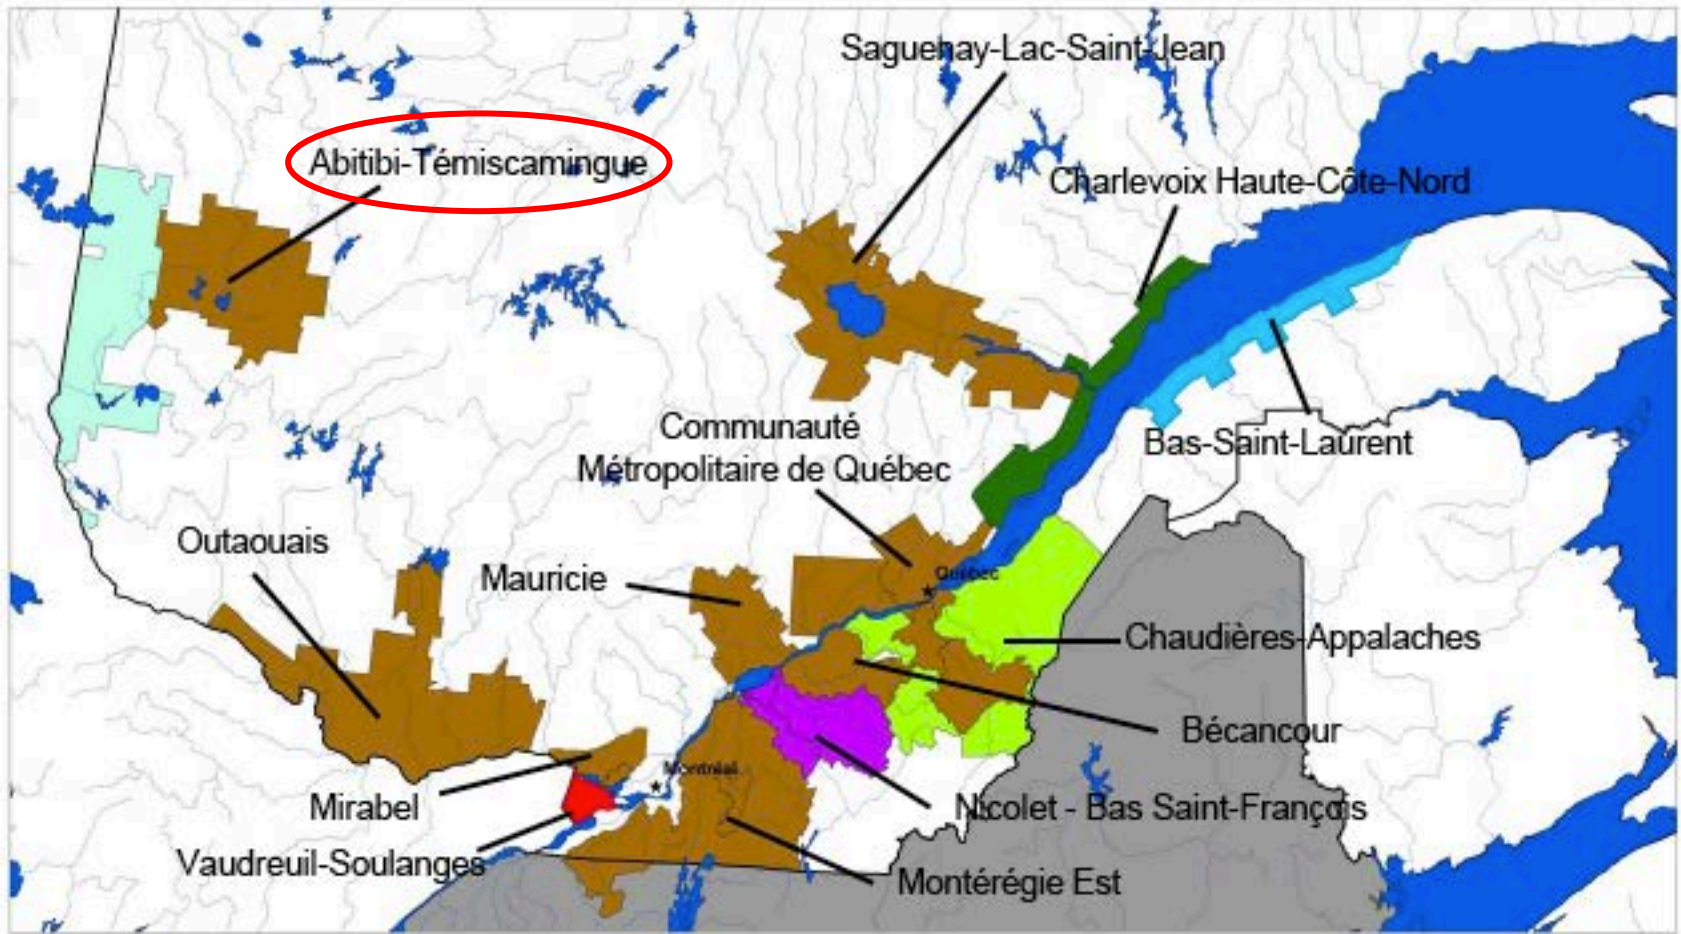 Saguenay-Lac-Saint-Jean
Abitibi-Témiscamingue
Charlevoix Haute-Côte-Nord
Communauté
Métropolitaire de Québec
Bas-Saint-Laurent
Outaouais
Mauricie
Québec
Chaudières-Appalaches
Bécancour
Montréal
Mirabel
Nicolet - Bas Saint-François
Vaudreuil-Soulanges
Montérégie Est